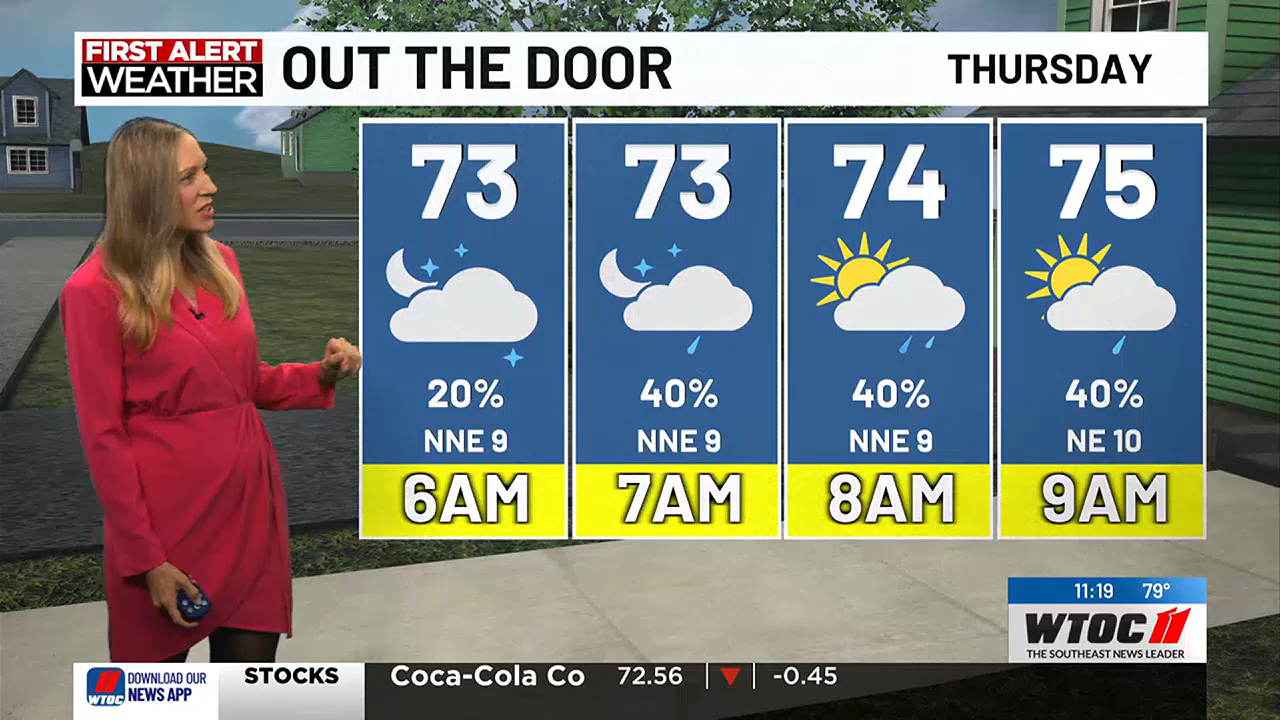 FIRST ALERT
WEATHER
OUT THE DOOR
THURSDAY
73
73
74
75
20%
40%
40%
40%
NNE 9
NNE 9
NNE 9
NE 10
6AM
7AM
8AM
9AM
11:19 79°
WTOC 11
THE SOUTHEAST NEWS LEADER
11
WTOC
DOWNLOAD OUR
NEWS APP
STOCKS
Coca-Cola Co 72.56 -0.45